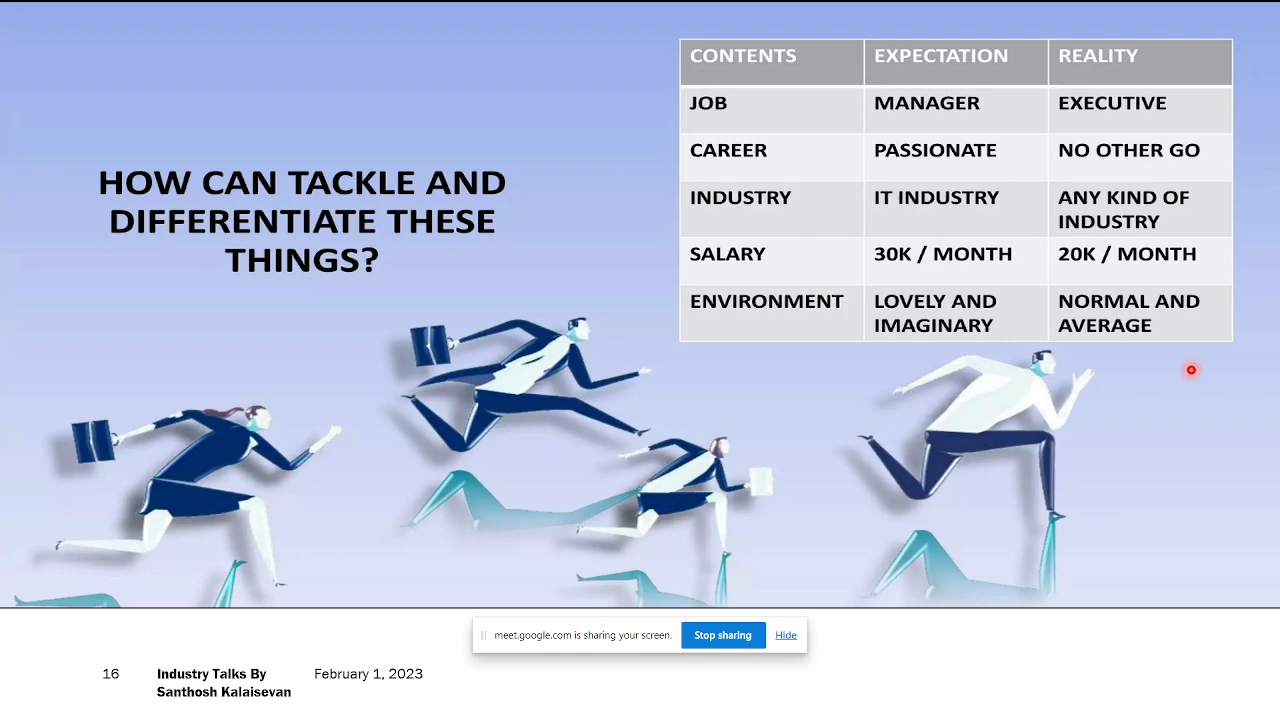 HOW CAN TACKLE AND
DIFFERENTIATE THESE
THINGS?
CONTENTS EXPECTATION REALITY
JOB MANAGER EXECUTIVE
CAREER PASSIONATE NO OTHER GO
INDUSTRY IT INDUSTRY ANY KIND OF
INDUSTRY
SALARY 30K / MONTH 20K / MONTH
ENVIRONMENT LOVELY AND NORMAL AND
IMAGINARY AVERAGE
meet.google.com is sharing your screen. Stop sharing Hide
16 Industry Talks By February 1, 2023
Santhosh Kalaisevan